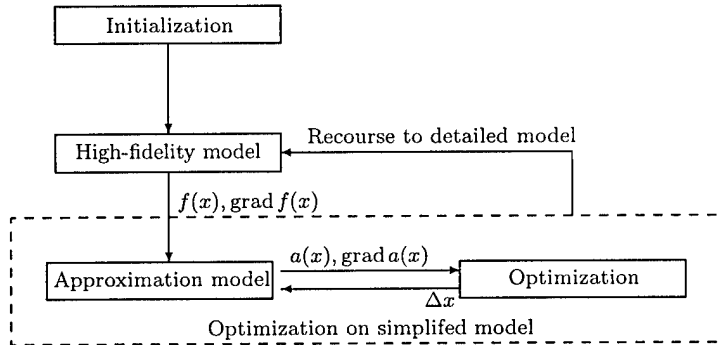 Initialization
Recourse to detailed model
High-fidelity model
f(x), grad f(x)
a(x), grad a(x)
Approximation model
Optimization
Δx
Optimization on simplifed model